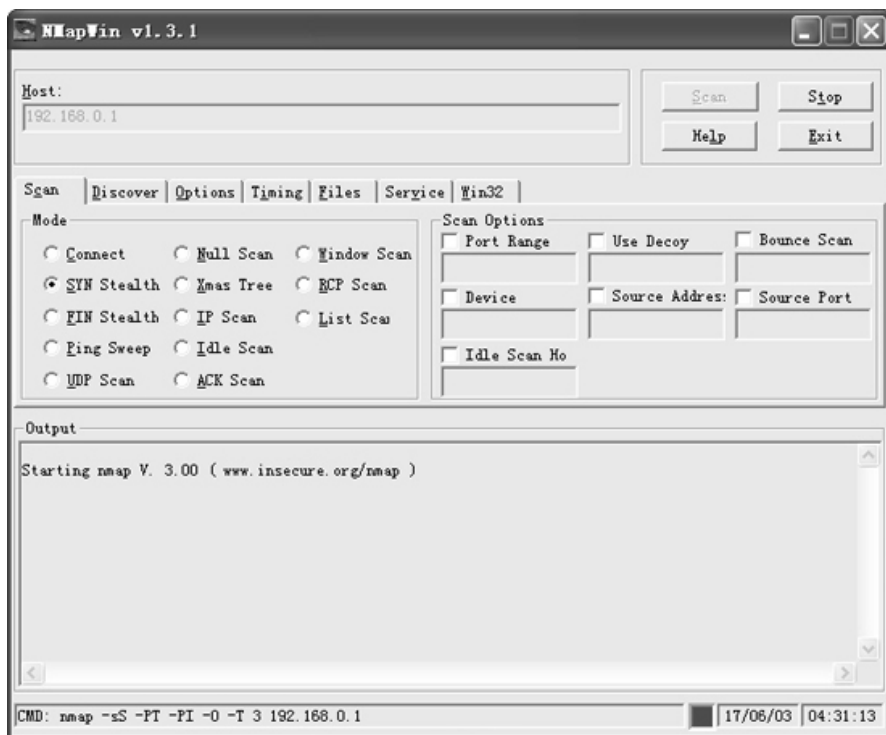 NMapWin v1.3.1
Host:
192.168.0.1
Scan
Stop
Help
Exit
Scan Discover Options Timing Files Service Win32
Mode
Connect Null Scan Window Scan
SYN Stealth Xmas Tree RCP Scan
FIN Stealth IP Scan List Scan
Ping Sweep Idle Scan
UDP Scan ACK Scan
Scan Options
Port Range Use Decoy Bounce Scan
Device Source Address Source Port
Idle Scan Ho
Output
Starting nmap V. 3.00 ( www.insecure.org/nmap )
CMD: nmap -sS -PT -PI -O -T 3 192.168.0.1 17/06/03 04:31:13